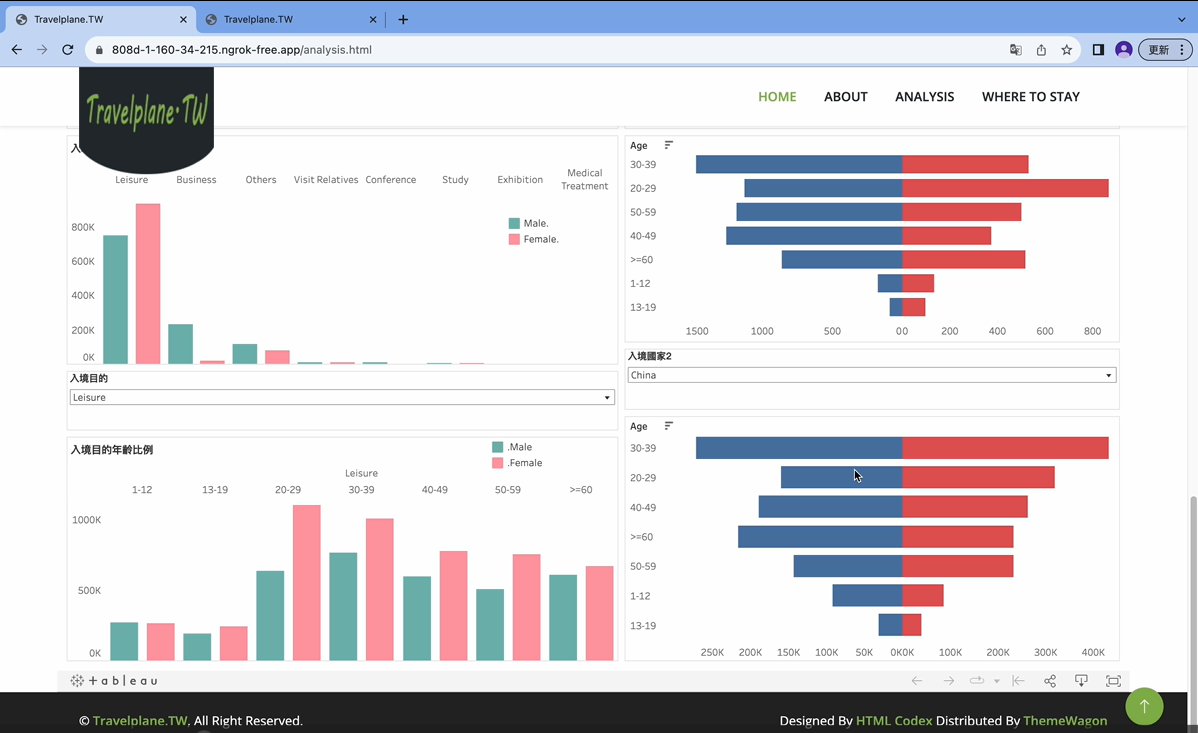 Travelplane.TW
Travelplane.TW
808d-1-160-34-215.ngrok-free.app/analysis.html
更新
Travelplane•TW
HOME
ABOUT
ANALYSIS
WHERE TO STAY
入
Leisure
Business
Others
Visit Relatives
Conference
Study
Exhibition
Medical
Treatment
Male.
Female.
800K
600K
400K
200K
0K
入境目的
Leisure
入境目的年齡比例
.Male
.Female
Leisure
1-12
13-19
20-29
30-39
40-49
50-59
>=60
1000K
500K
0K
Age
30-39
20-29
50-59
40-49
>=60
1-12
13-19
1500
1000
500
0 0
200
400
600
800
入境國家2
China
Age
30-39
20-29
40-49
>=60
50-59
1-12
13-19
250K
200K
150K
100K
50K
0K0K
100K
200K
300K
400K
+ a b l e a u
© Travelplane.TW, All Right Reserved.
Designed By HTML Codex Distributed By ThemeWagon